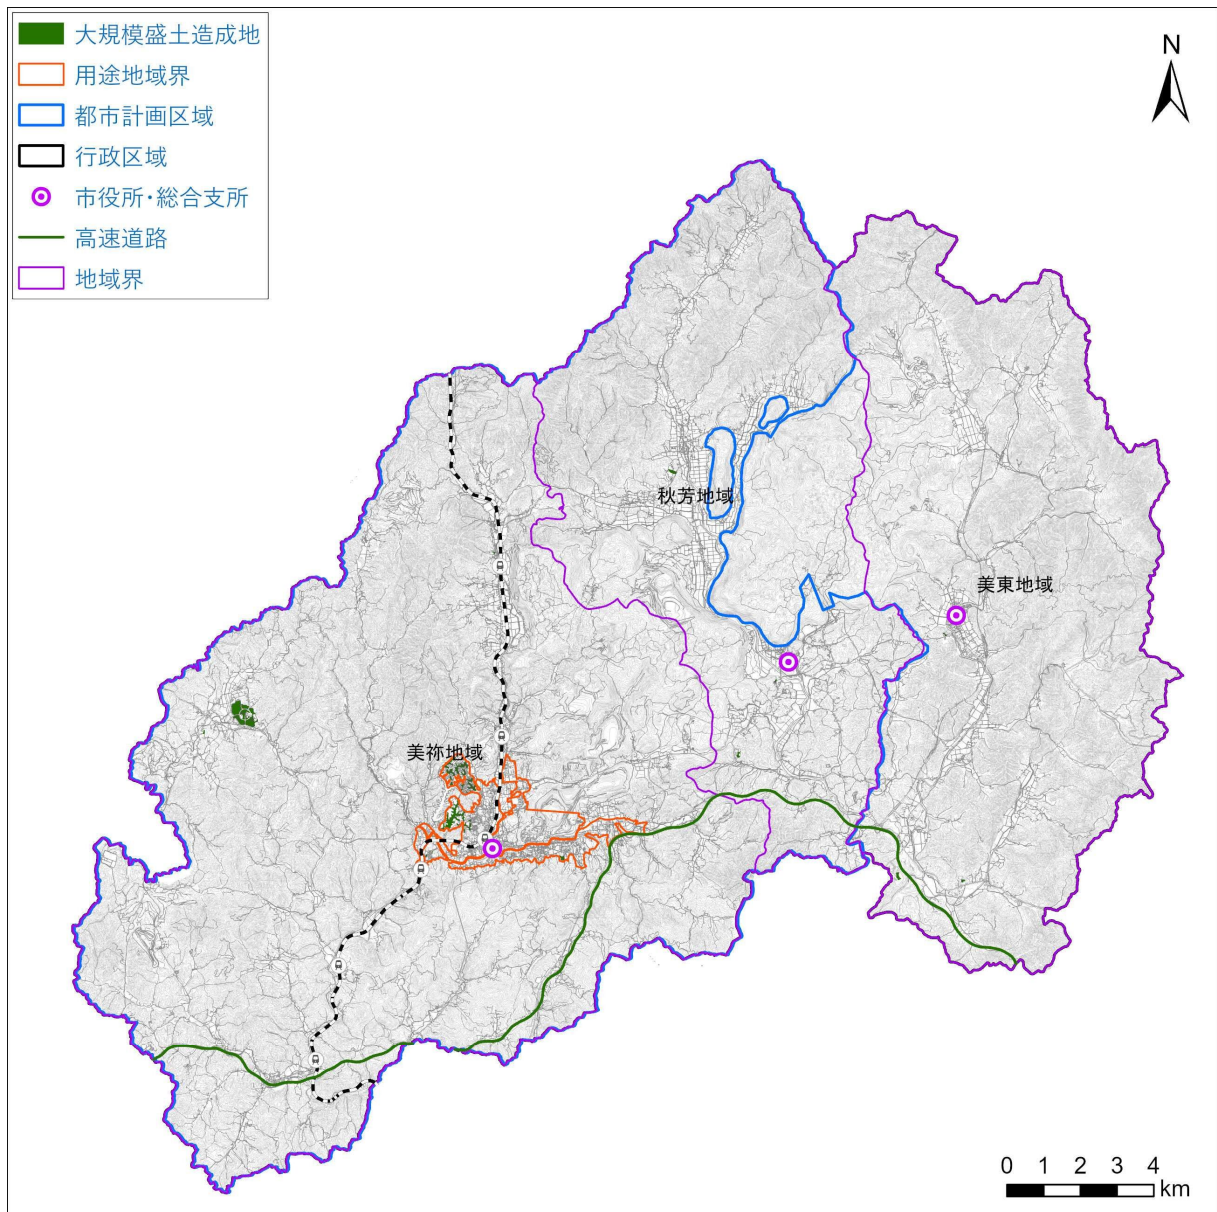 大規模盛土造成地
用途地域界
都市計画区域
行政区域
市役所・総合支所
高速道路
地域界
N
秋芳地域
美東地域
美祢地域
0 1 2 3 4
km